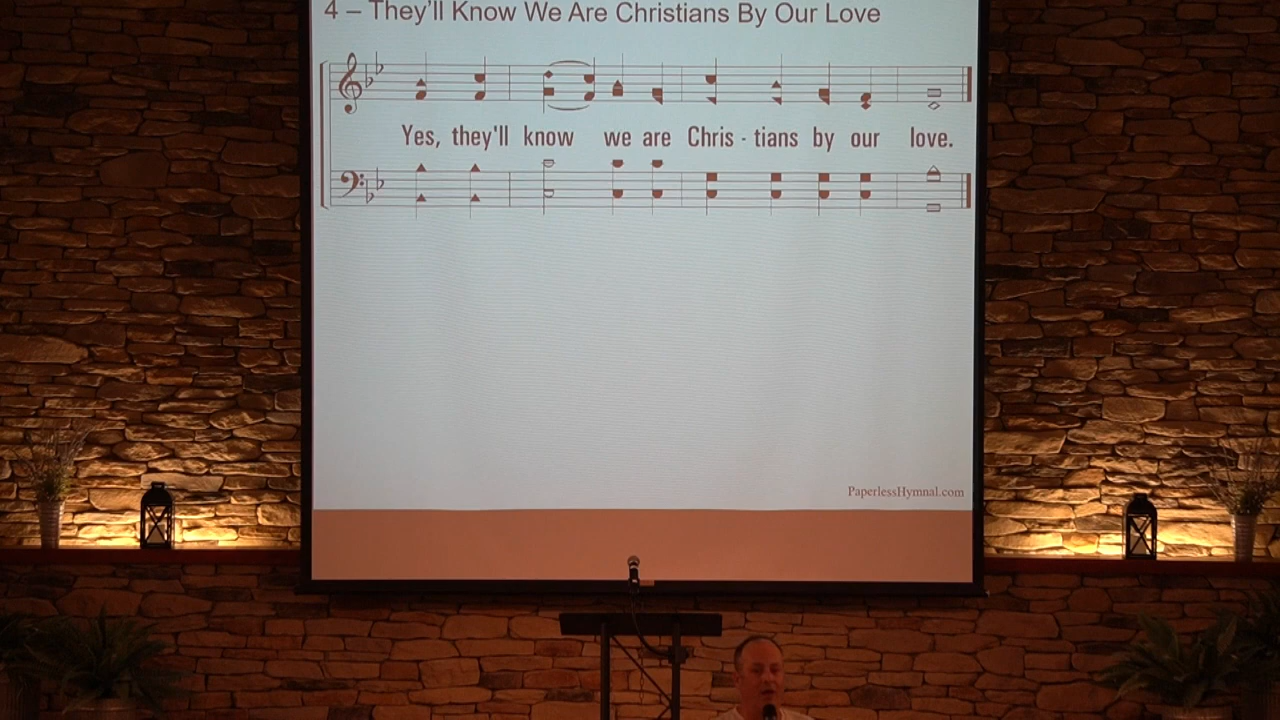 4 – They'll Know We Are Christians By Our Love
Yes, they'll know we are Chris - tians by our love.
PaperlessHymnal.com